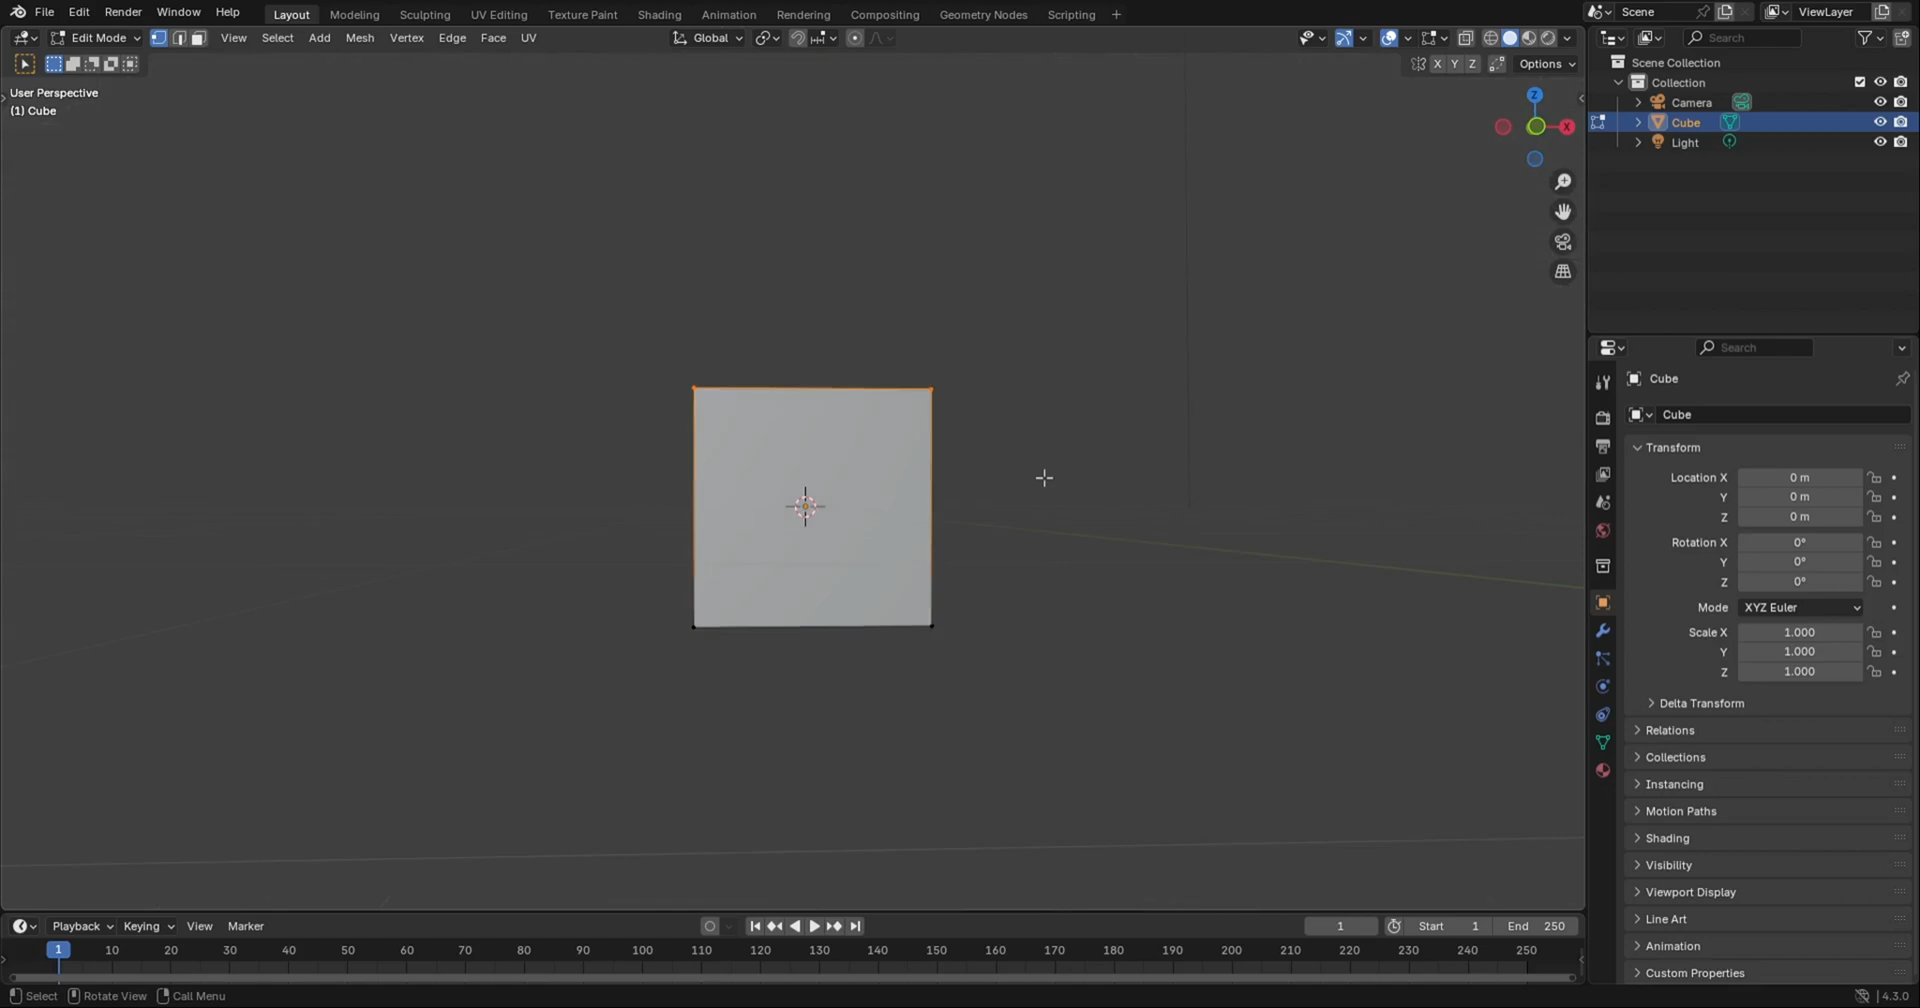 File Edit Render Window Help Layout Modeling Sculpting UV Editing Texture Paint Shading Animation Rendering Compositing Geometry Nodes Scripting + Scene ViewLayer
Edit Mode View Select Add Mesh Vertex Edge Face UV Global Search
X Y Z Options
User Perspective
(1) Cube
Z
X
Scene Collection
Collection
Camera
Cube
Light
Search
Cube
Cube
Transform
Location X 0 m
Y 0 m
Z 0 m
Rotation X 0°
Y 0°
Z 0°
Mode XYZ Euler
Scale X 1.000
Y 1.000
Z 1.000
Delta Transform
Relations
Collections
Instancing
Motion Paths
Shading
Visibility
Viewport Display
Line Art
Animation
Custom Properties
Playback Keying View Marker 1 Start 1 End 250
1 10 20 30 40 50 60 70 80 90 100 110 120 130 140 150 160 170 180 190 200 210 220 230 240 250
Select Rotate View Call Menu 4.3.0